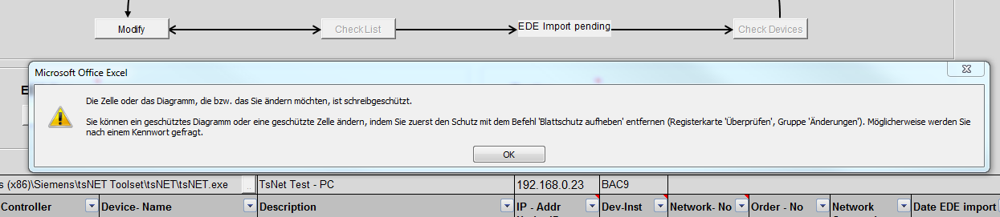 Modify
CheckList
EDE Import pending
Check Devices
Microsoft Office Excel
Die Zelle oder das Diagramm, die bzw. das Sie ändern möchten, ist schreibgeschützt.
Sie können ein geschütztes Diagramm oder eine geschützte Zelle ändern, indem Sie zuerst den Schutz mit dem Befehl 'Blattschutz aufheben' entfernen (Registerkarte 'Überprüfen', Gruppe 'Änderungen'). Möglicherweise werden Sie
nach einem Kennwort gefragt.
OK
s (x86)\Siemens\tsNET Toolset\tsNET\tsNET.exe
..
TsNet Test - PC
192.168.0.23
BAC9
Controller
Device- Name
Description
IP - Addr
Dev-Inst
Network- No
Order - No
Network
Date EDE import